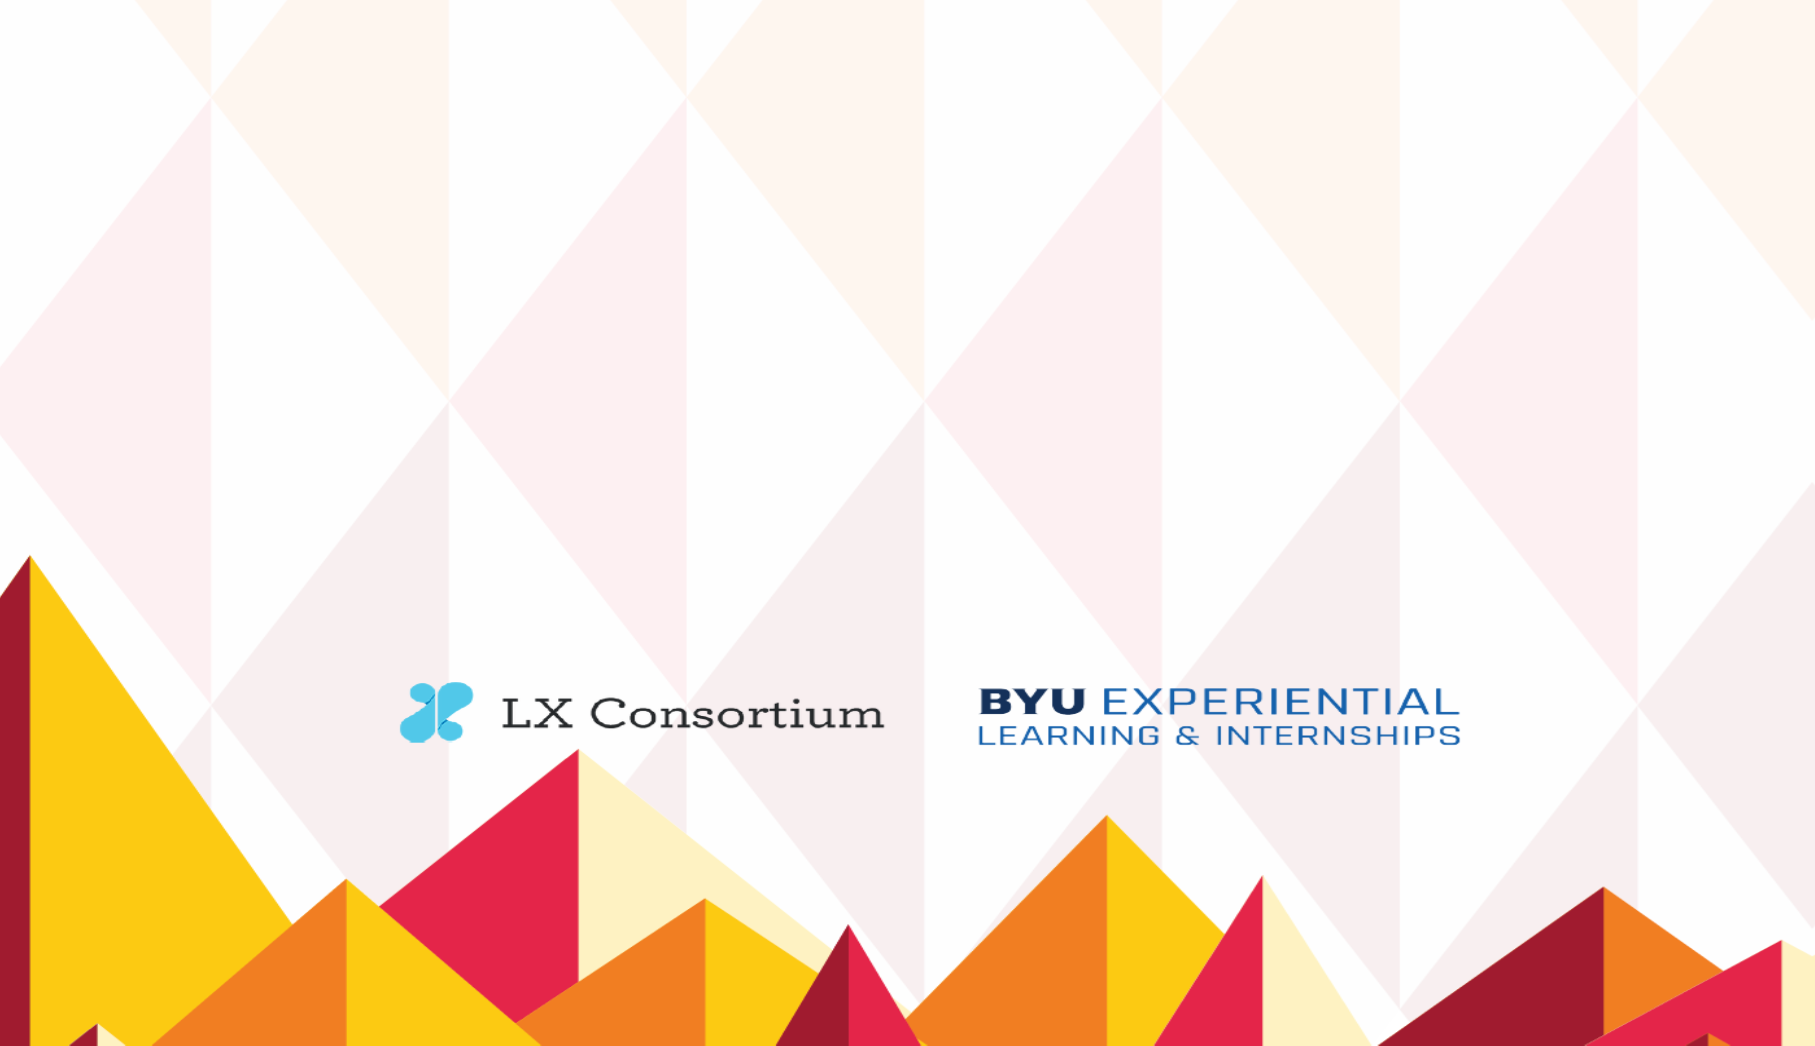 LX Consortium
BYU EXPERIENTIAL
LEARNING & INTERNSHIPS